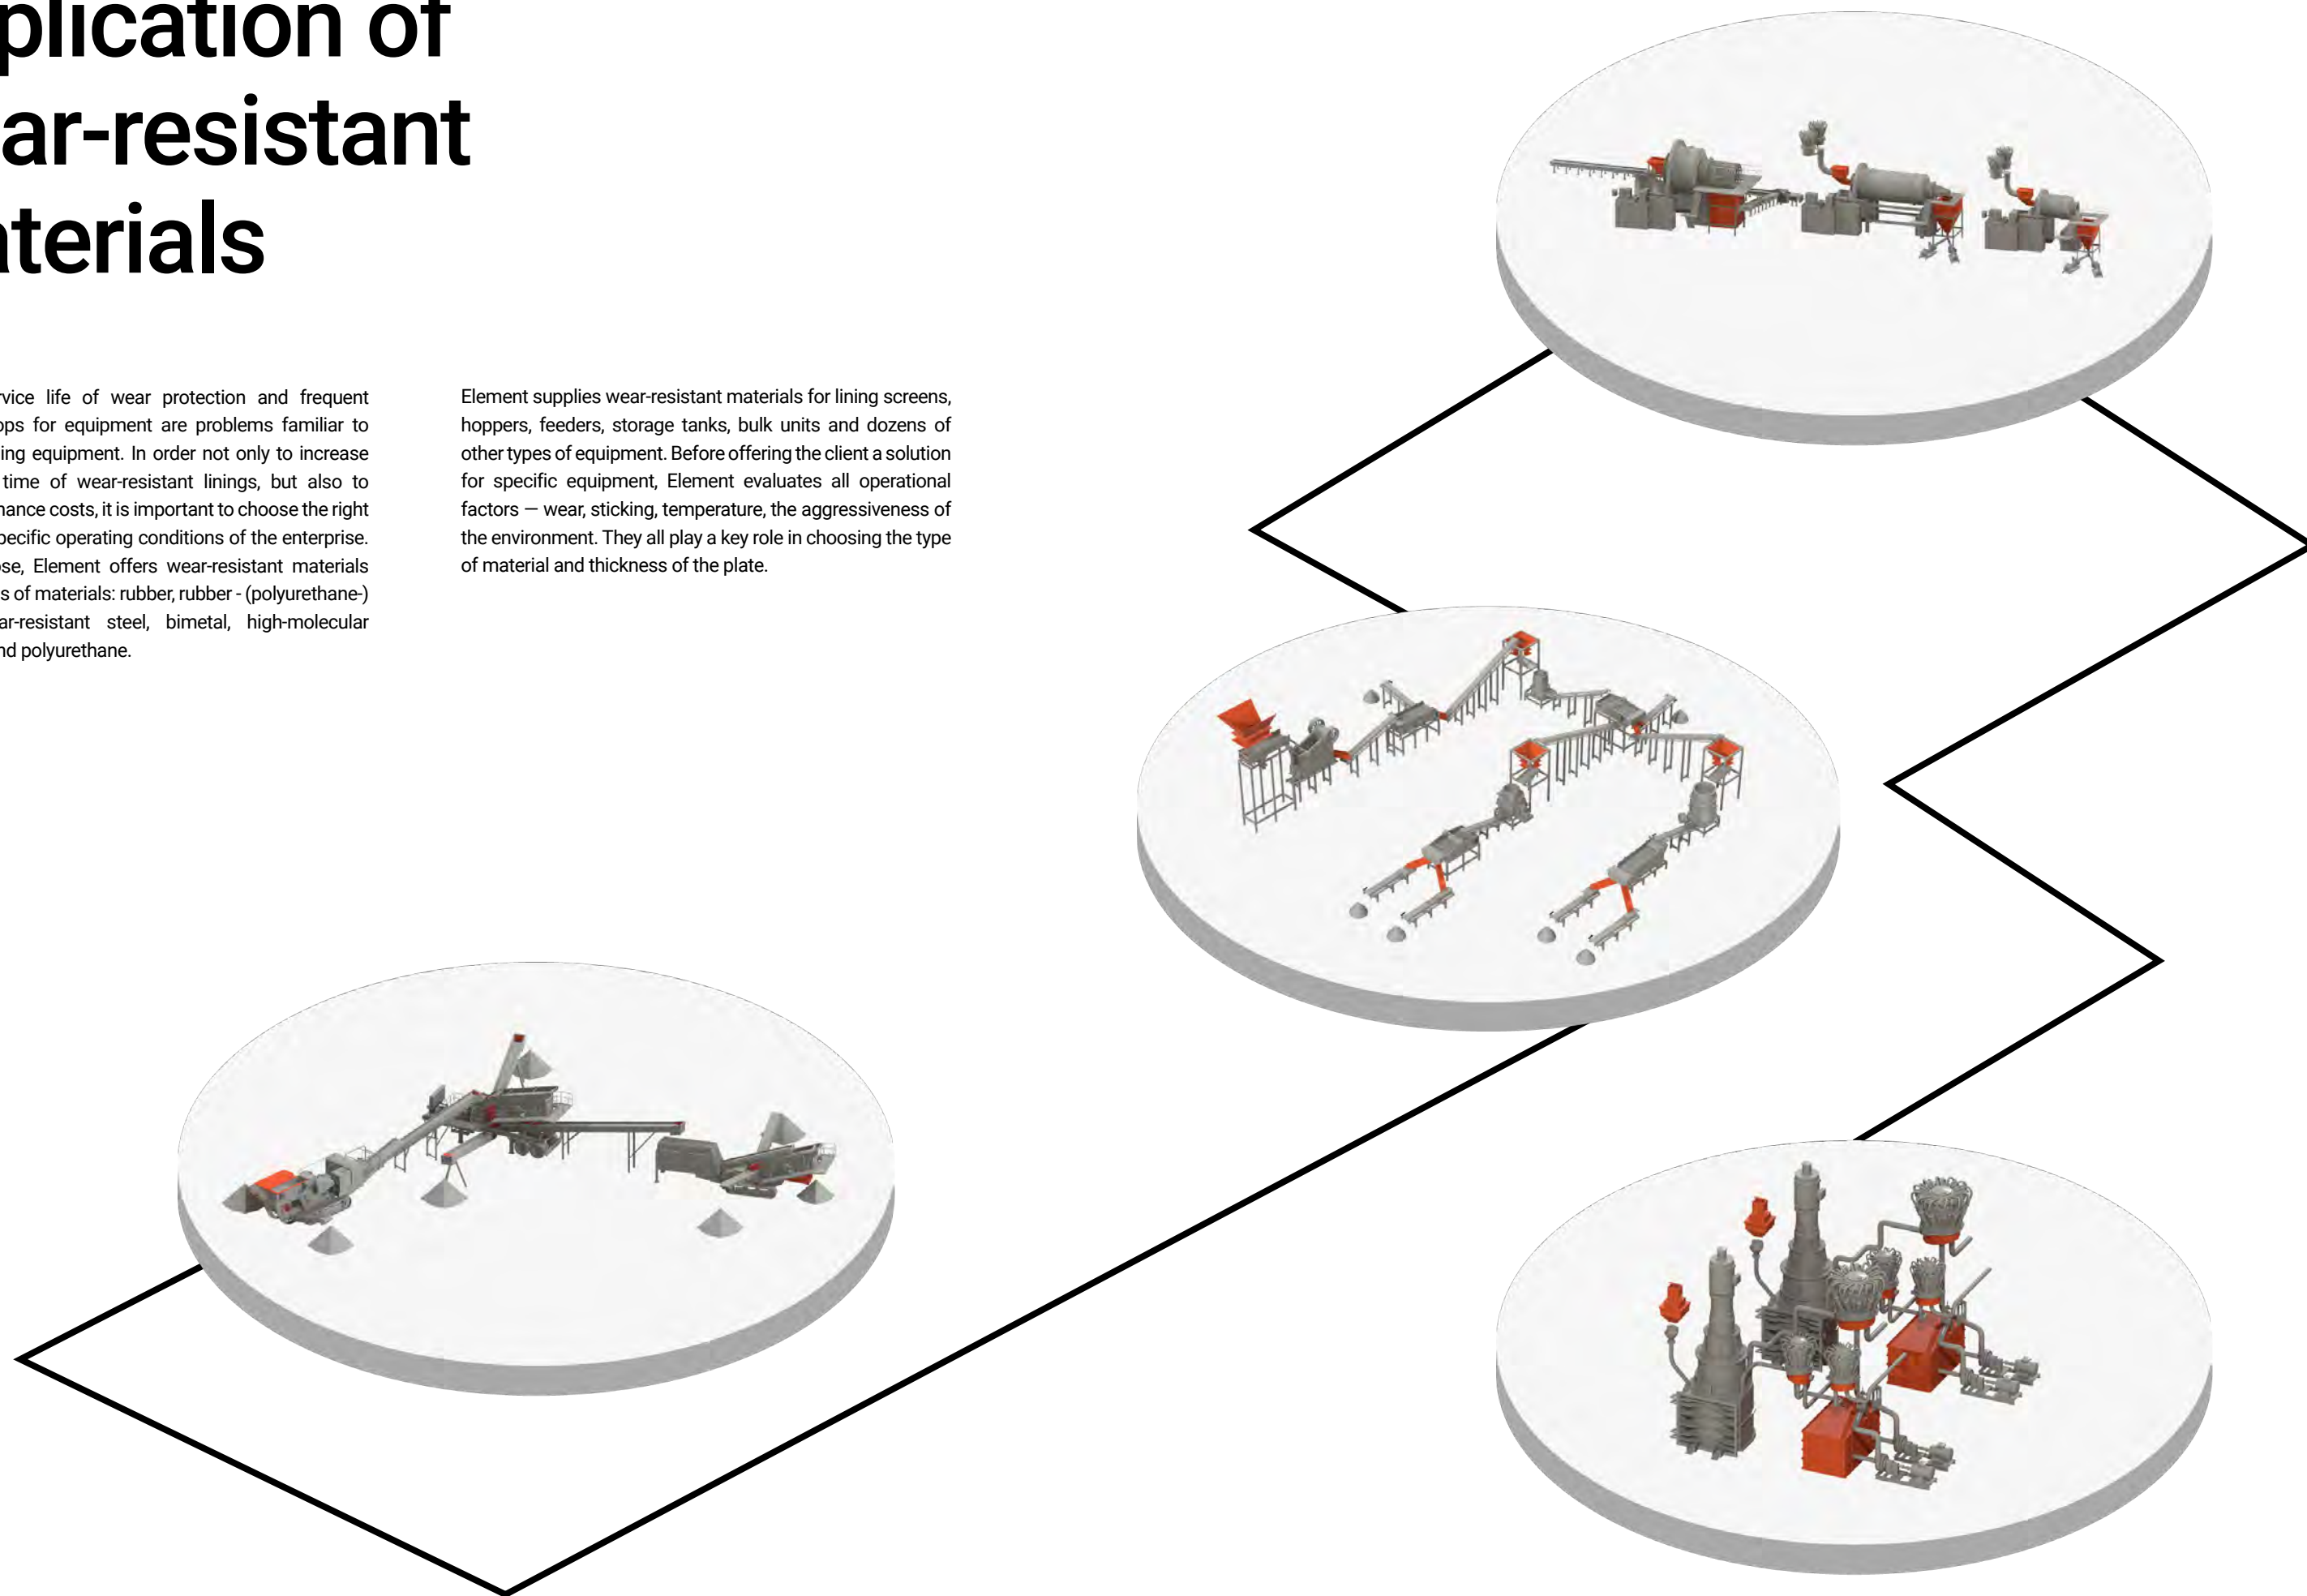 plication of
ar-resistant
aterials
rvice life of wear protection and frequent
ops for equipment are problems familiar to
ing equipment. In order not only to increase
time of wear-resistant linings, but also to
nance costs, it is important to choose the right
pecific operating conditions of the enterprise.
se, Element offers wear-resistant materials
s of materials: rubber, rubber - (polyurethane-)
ar-resistant steel, bimetal, high-molecular
nd polyurethane.
Element supplies wear-resistant materials for lining screens,
hoppers, feeders, storage tanks, bulk units and dozens of
other types of equipment. Before offering the client a solution
for specific equipment, Element evaluates all operational
factors — wear, sticking, temperature, the aggressiveness of
the environment. They all play a key role in choosing the type
of material and thickness of the plate.